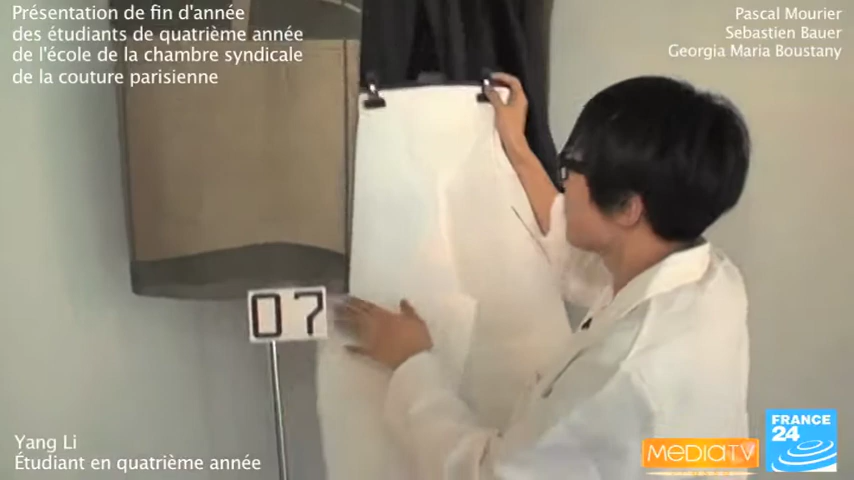 Présentation de fin d'année
des étudiants de quatrième année
de l'école de la chambre syndicale
de la couture parisienne
Pascal Mourier
Sebastien Bauer
Georgia Maria Boustany
07
Yang Li
Étudiant en quatrième année
MEDIATV
FRANCE
24